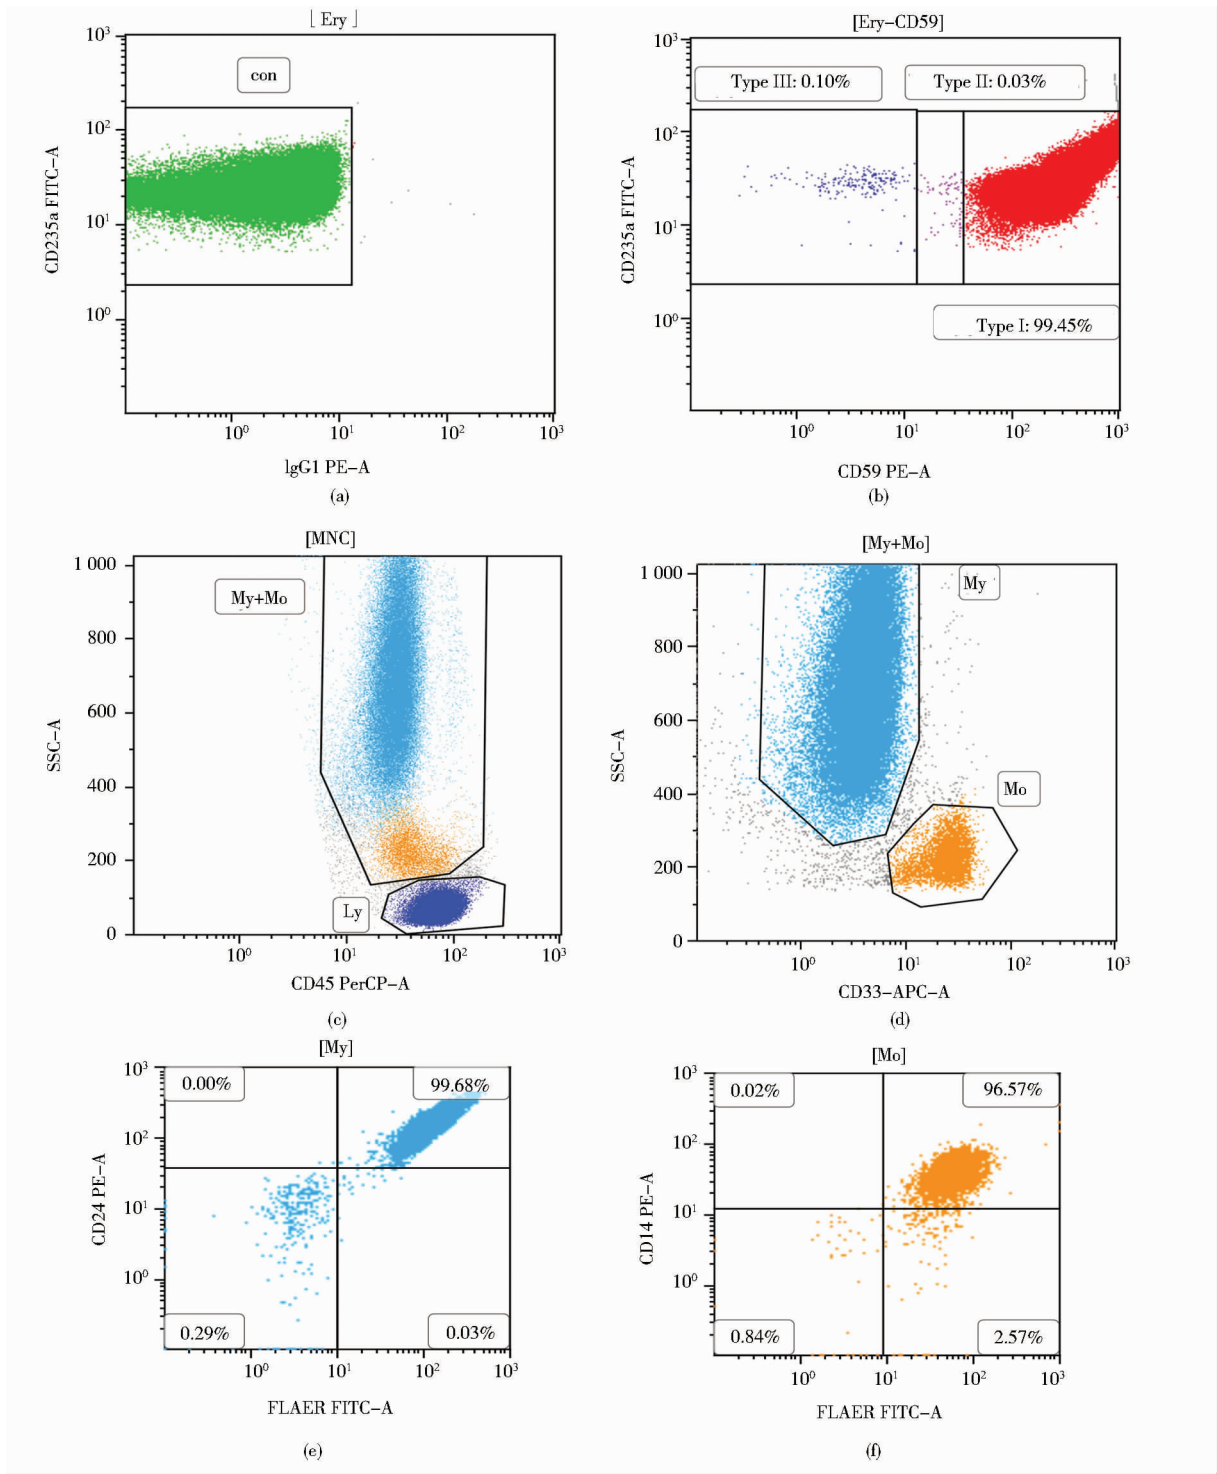 [Ery]
10³
con
10²
10¹
10⁰
CD235a FITC-A
10⁰ 10¹ 10² 10³
lgG1 PE-A
(a)
[Ery-CD59]
10³
Type III: 0.10% Type II: 0.03%
10²
10¹
10⁰
Type I: 99.45%
CD235a FITC-A
10⁰ 10¹ 10² 10³
CD59 PE-A
(b)
[MNC]
1 000
My+Mo
800
600
400
200
Ly
0
SSC-A
10⁰ 10¹ 10² 10³
CD45 PerCP-A
(c)
[My+Mo]
1 000
My
800
600
400
Mo
200
0
SSC-A
10⁰ 10¹ 10² 10³
CD33-APC-A
(d)
[My]
10³
0.00% 99.68%
10²
10¹
10⁰
0.29% 0.03%
CD24 PE-A
10⁰ 10¹ 10² 10³
FLAER FITC-A
(e)
[Mo]
10³
0.02% 96.57%
10²
10¹
10⁰
0.84% 2.57%
CD14 PE-A
10⁰ 10¹ 10² 10³
FLAER FITC-A
(f)